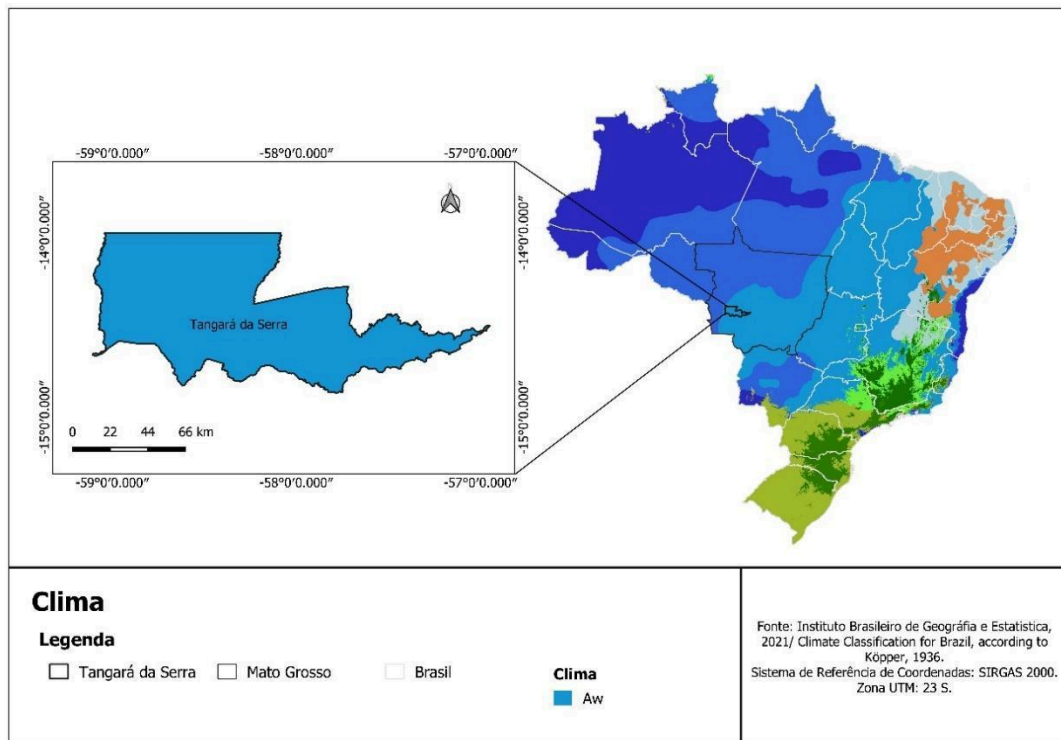 -59°0'0.000"
-58°0'0.000"
-57°0'0.000"
-14°0'0.000"
-14°0'0.000"
Tangará da Serra
-15°0'0.000"
-15°0'0.000"
0 22 44 66 km
-59°0'0.000"
-58°0'0.000"
-57°0'0.000"
Clima
Legenda
Tangará da Serra
Mato Grosso
Brasil
Clima
Aw
Fonte: Instituto Brasileiro de Geográfia e Estatistica,
2021/ Climate Classification for Brazil, according to
Köpper, 1936.
Sistema de Referência de Coordenadas: SIRGAS 2000.
Zona UTM: 23 S.